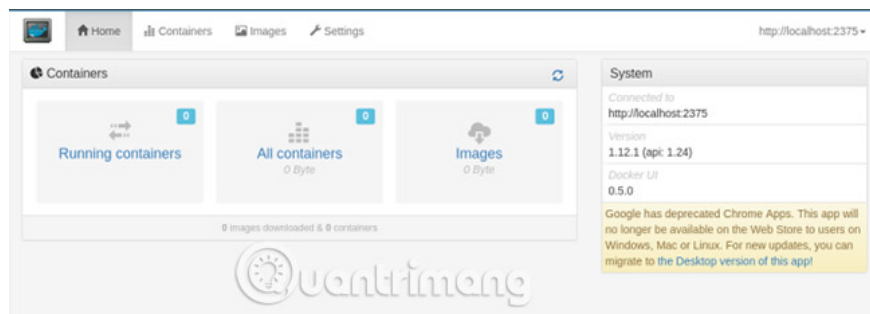 Home Containers Images Settings http://localhost:2375
Containers
0
Running containers
0
All containers
0 Byte
0
Images
0 Byte
0 images downloaded & 0 containers
System
Connected to
http://localhost:2375
Version
1.12.1 (api: 1.24)
Docker UI
0.5.0
Google has deprecated Chrome Apps. This app will
no longer be available on the Web Store to users on
Windows, Mac or Linux. For new updates, you can
migrate to the Desktop version of this app!
Quantrimang